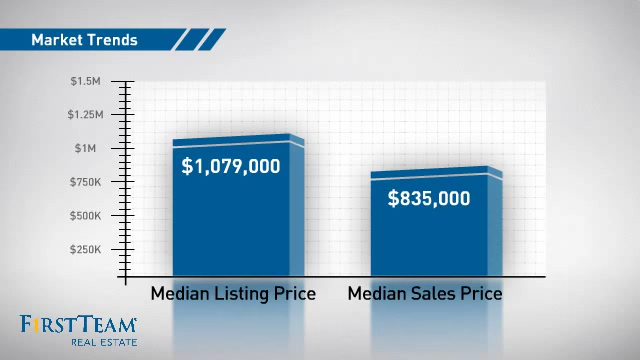 Market Trends
$1.5M
$1.25M
$1M
$750K
$500K
$250K
$1,079,000
$835,000
Median Listing Price
Median Sales Price
FIRSTTEAM®
REAL ESTATE